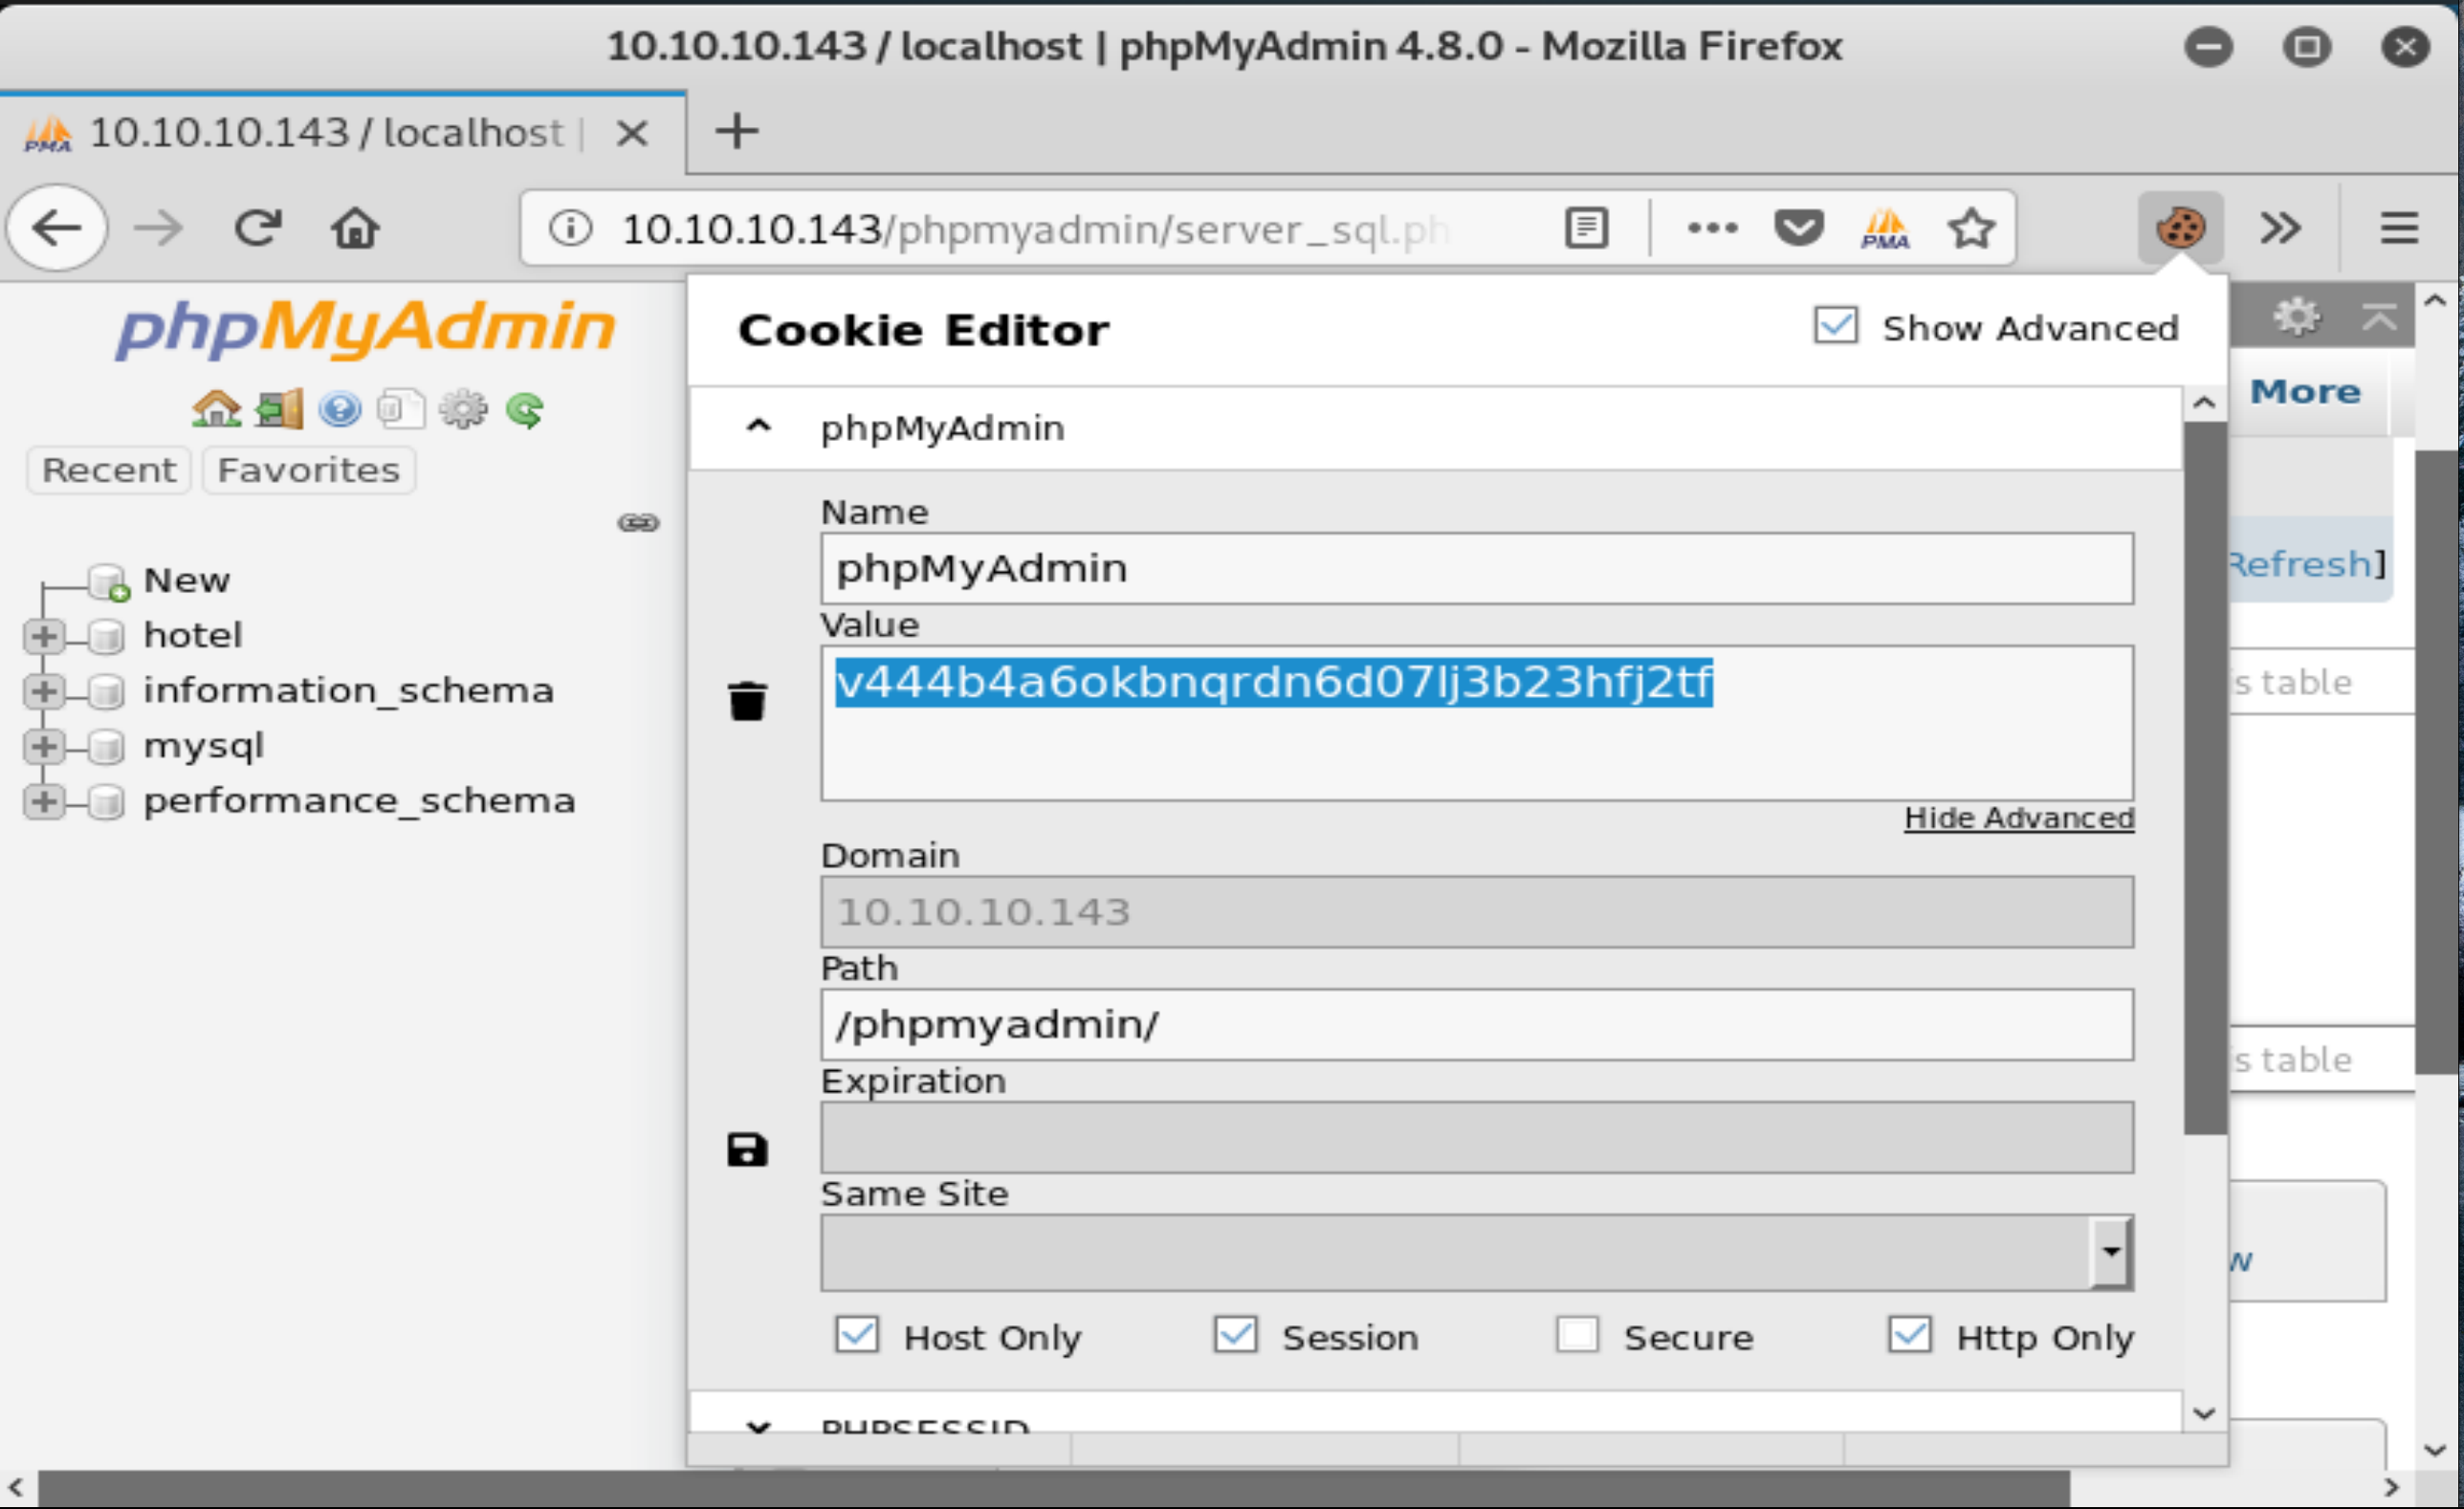 10.10.10.143 / localhost | phpMyAdmin 4.8.0 - Mozilla Firefox
PMA 10.10.10.143 / localhost |
10.10.10.143/phpmyadmin/server_sql.ph
PMA
phpMyAdmin
Recent Favorites
New
hotel
information_schema
mysql
performance_schema
Cookie Editor
Show Advanced
phpMyAdmin
Name
phpMyAdmin
Value
v444b4a6okbnqrdn6d07lj3b23hfj2tf
Hide Advanced
Domain
10.10.10.143
Path
/phpmyadmin/
Expiration
Same Site
Host Only Session Secure Http Only
PHPSESSID
More
Refresh]
s table
s table
w